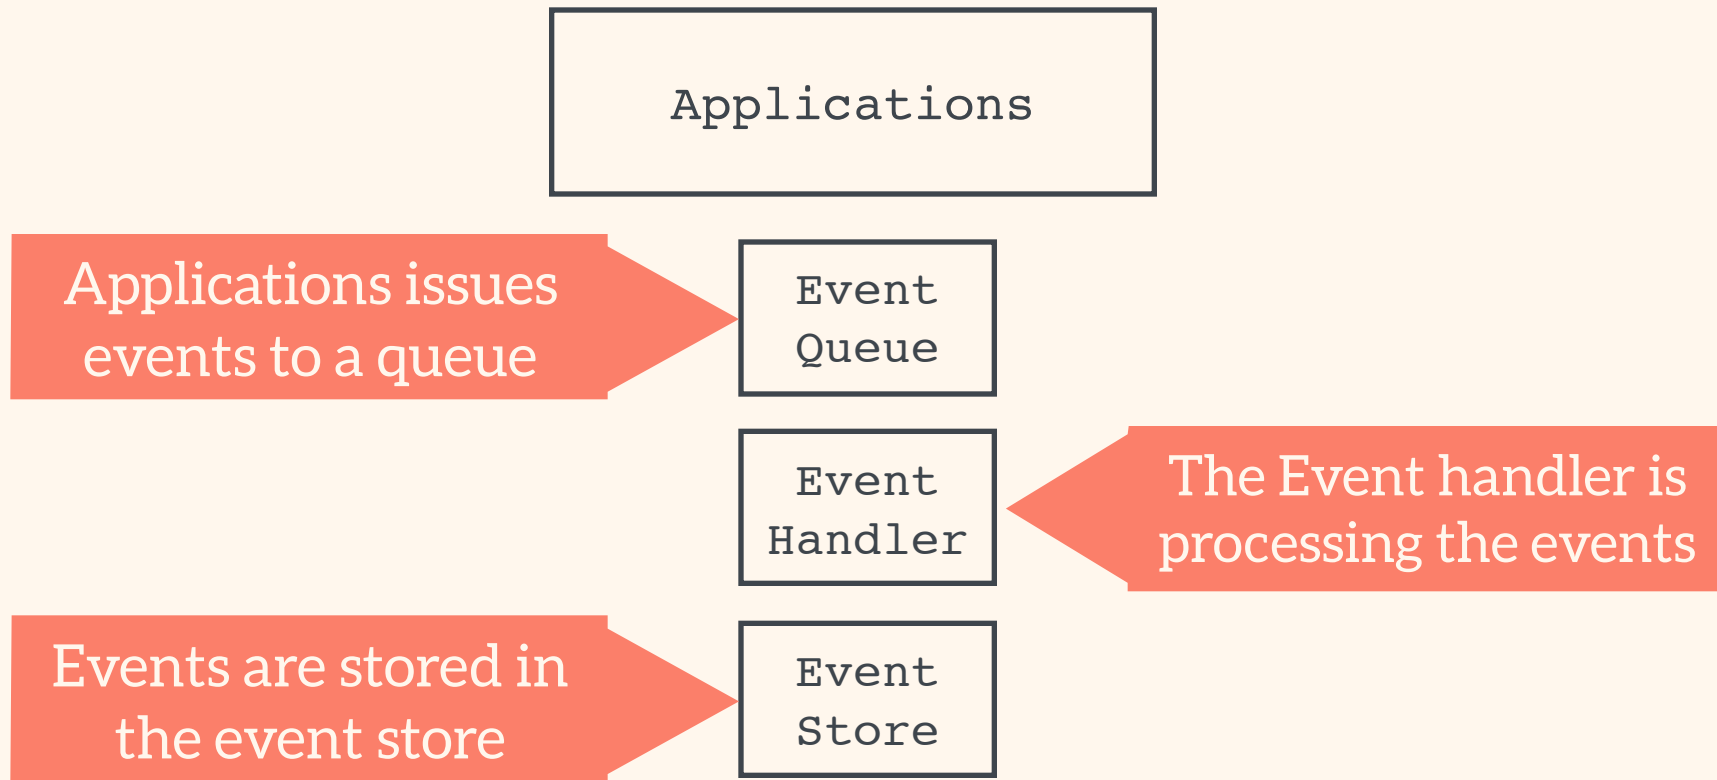 Applications
Applications issues
events to a queue
Event
Queue
Event
Handler
The Event handler is
processing the events
Events are stored in
the event store
Event
Store